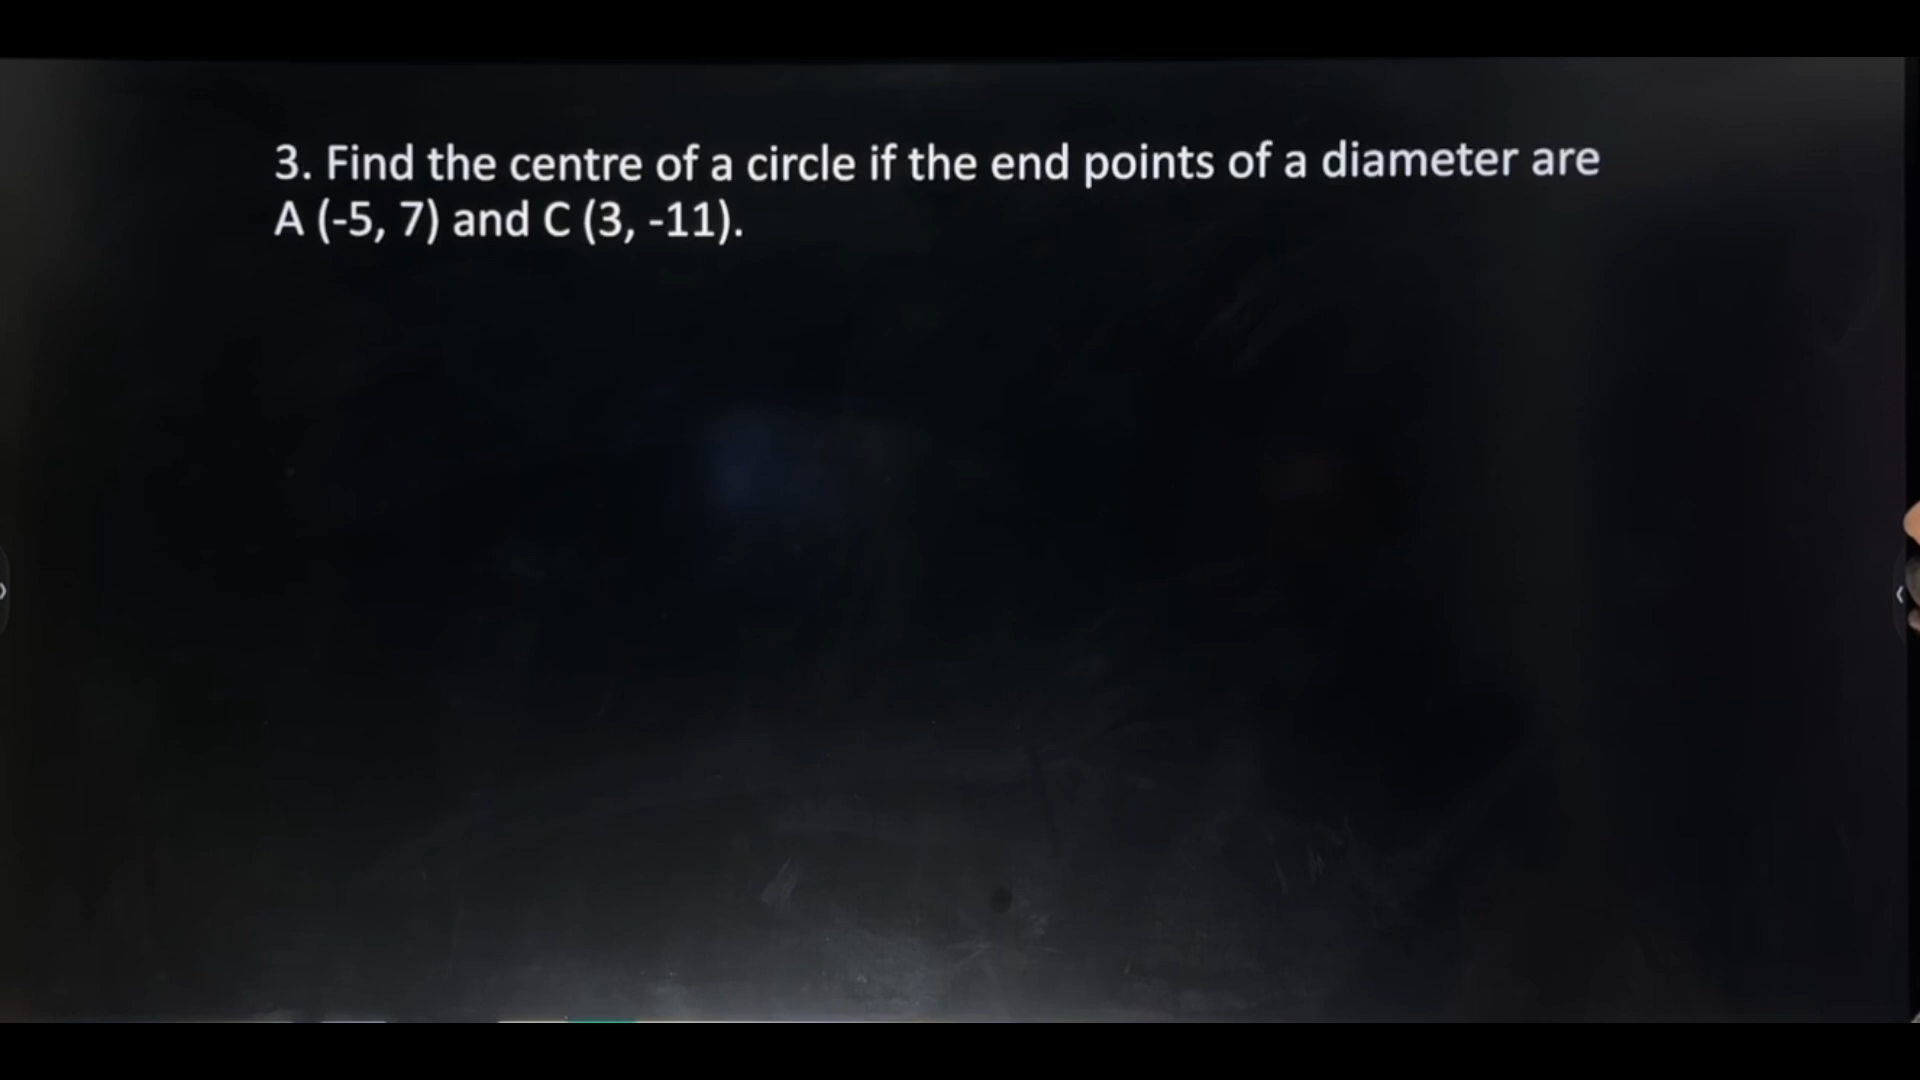 3. Find the centre of a circle if the end points of a diameter are
A (-5, 7) and C (3, -11).